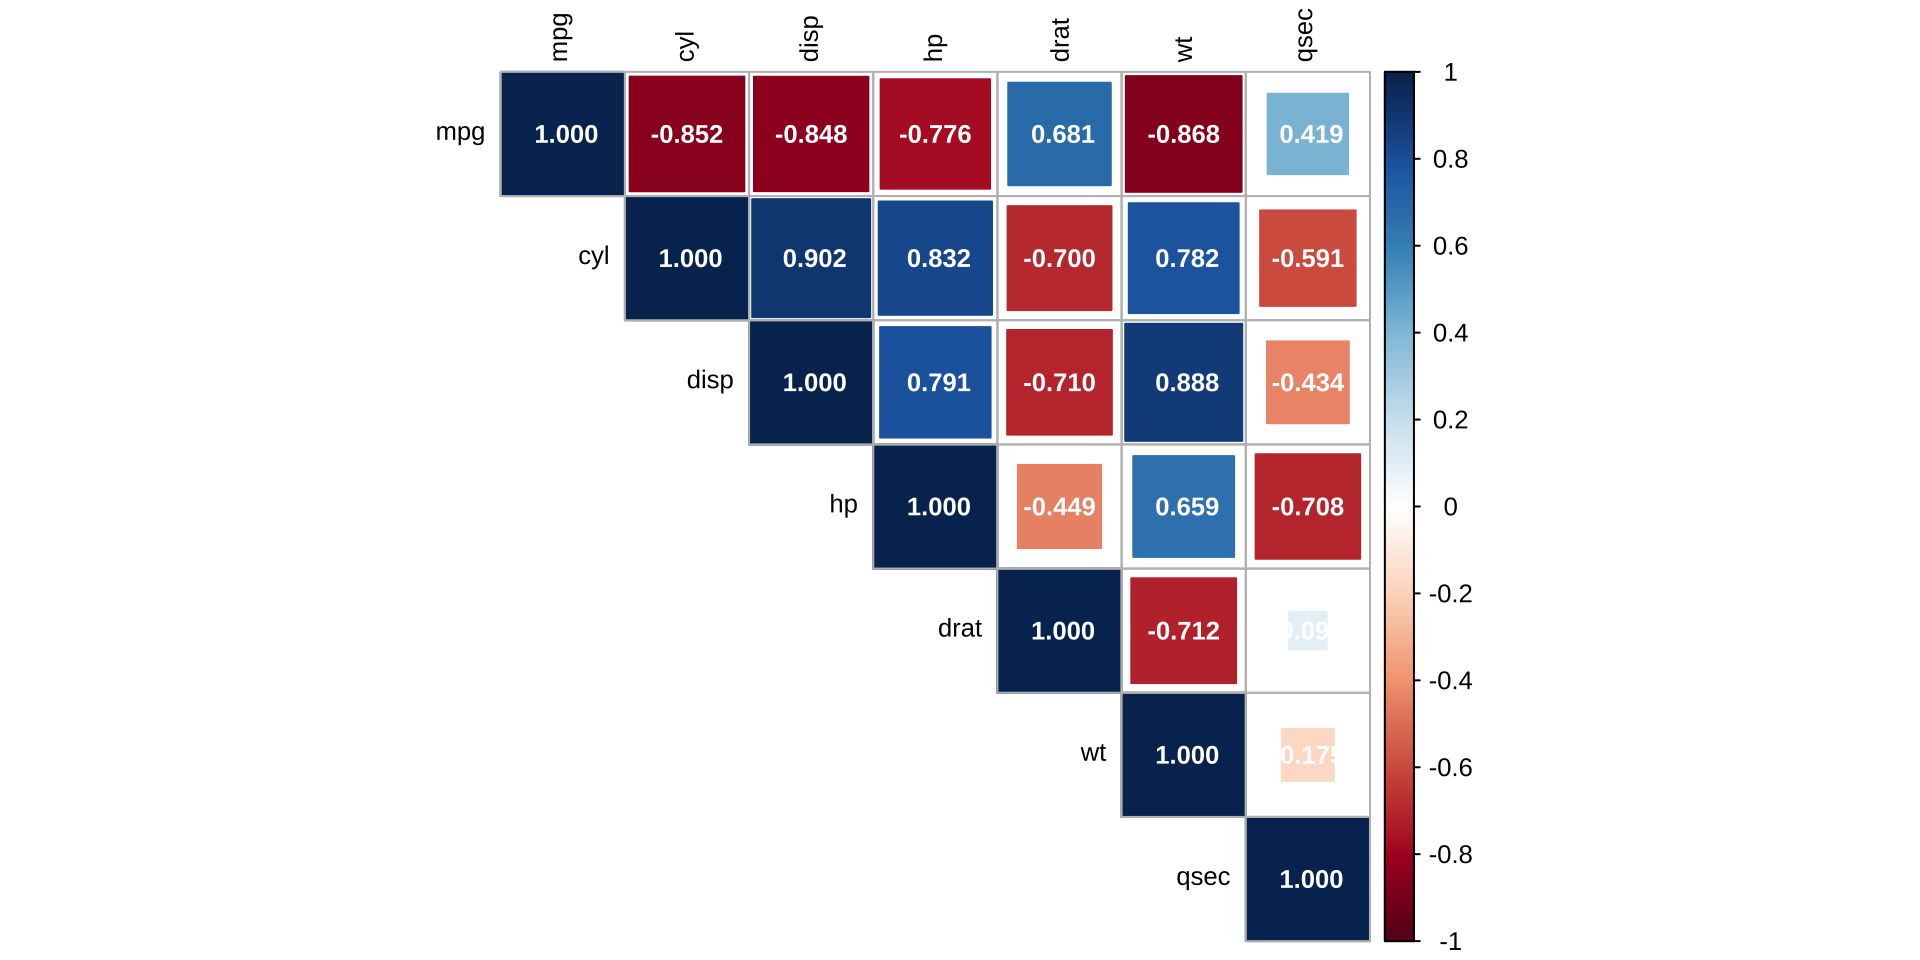 mpg cyl disp hp drat wt qsec
mpg 1.000 -0.852 -0.848 -0.776 0.681 -0.868 0.419
cyl 1.000 0.902 0.832 -0.700 0.782 -0.591
disp 1.000 0.791 -0.710 0.888 -0.434
hp 1.000 -0.449 0.659 -0.708
drat 1.000 -0.712
wt 1.000
qsec 1.000
1
0.8
0.6
0.4
0.2
0
-0.2
-0.4
-0.6
-0.8
-1